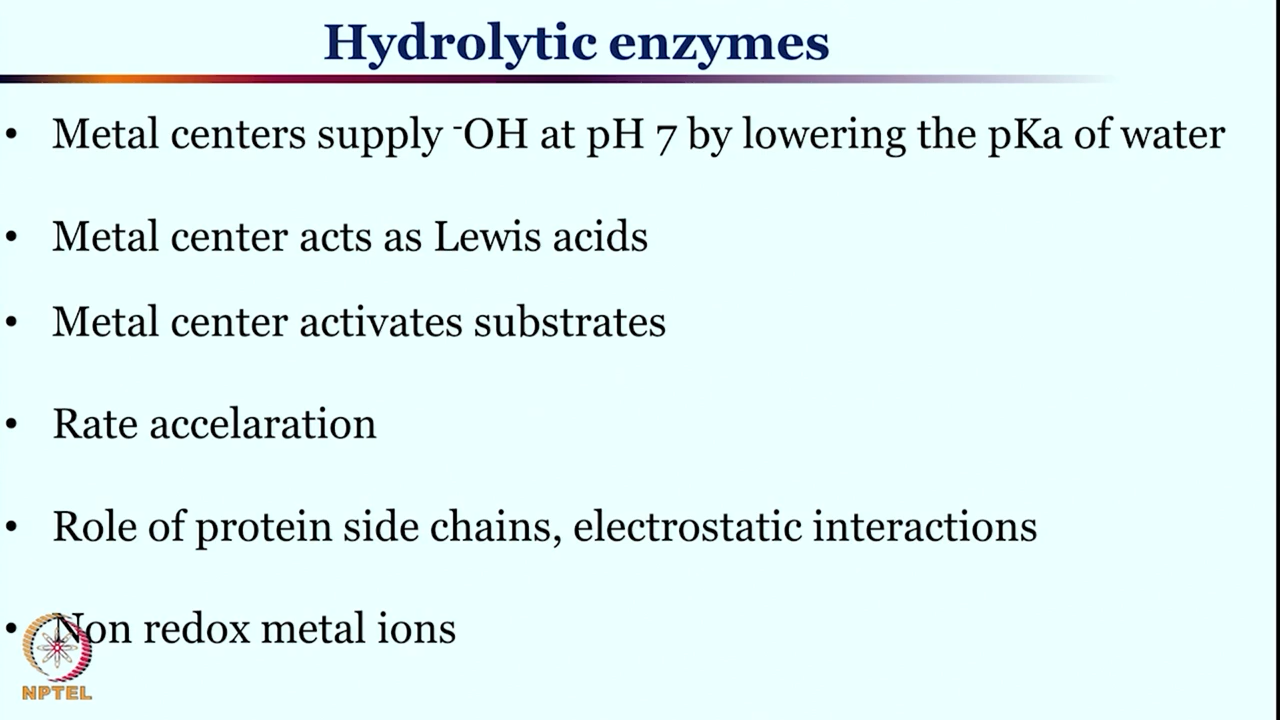 Hydrolytic enzymes
• Metal centers supply ⁻OH at pH 7 by lowering the pKa of water
• Metal center acts as Lewis acids
• Metal center activates substrates
• Rate accelaration
• Role of protein side chains, electrostatic interactions
• Non redox metal ions
NPTEL